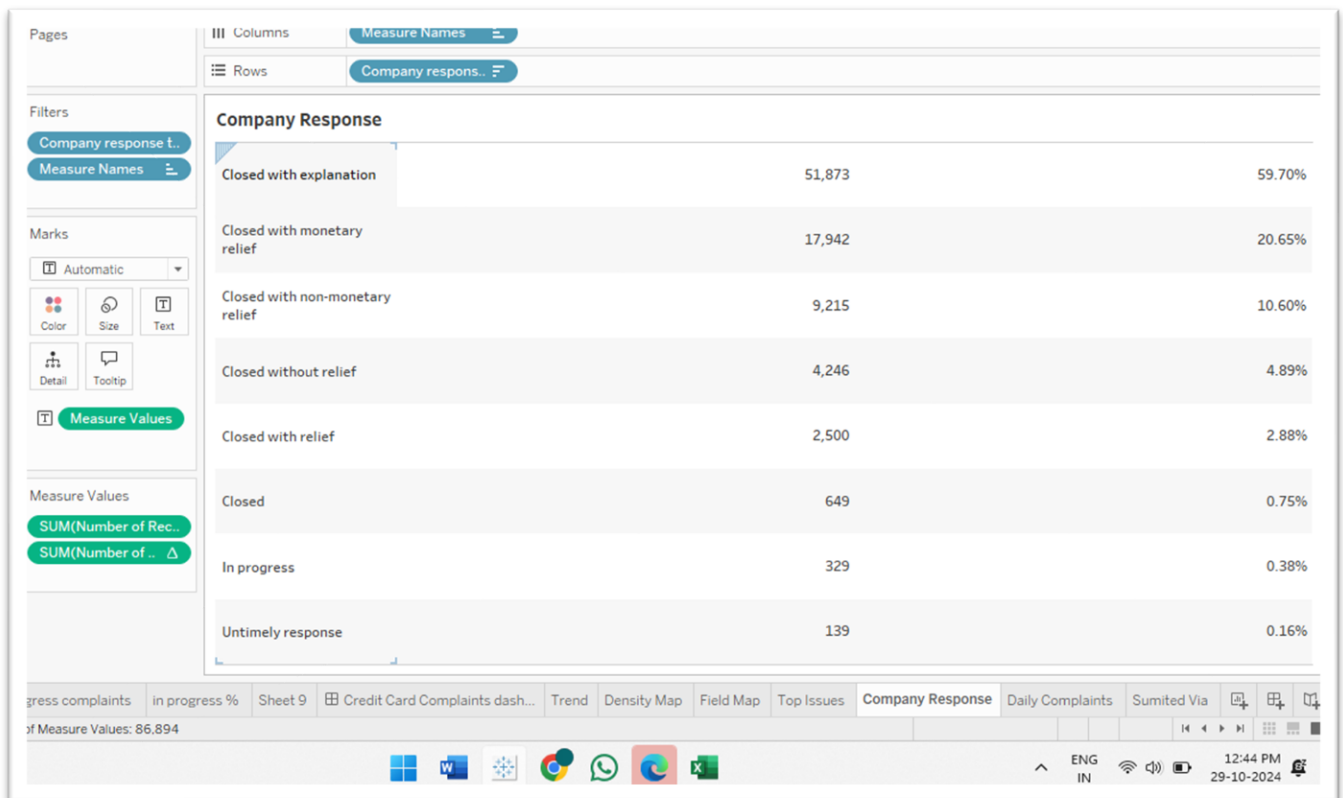 Pages
Columns
Measure Names
Rows
Company respons..
Filters
Company response t..
Measure Names
Marks
Automatic
Color Size Text
Detail Tooltip
Measure Values
Measure Values
SUM(Number of Rec..
SUM(Number of .. Δ
Company Response
Closed with explanation 51,873 59.70%
Closed with monetary
relief 17,942 20.65%
Closed with non-monetary
relief 9,215 10.60%
Closed without relief 4,246 4.89%
Closed with relief 2,500 2.88%
Closed 649 0.75%
In progress 329 0.38%
Untimely response 139 0.16%
gress complaints in progress % Sheet 9 Credit Card Complaints dash... Trend Density Map Field Map Top Issues Company Response Daily Complaints Sumited Via
of Measure Values: 86,894
ENG 12:44 PM
IN 29-10-2024